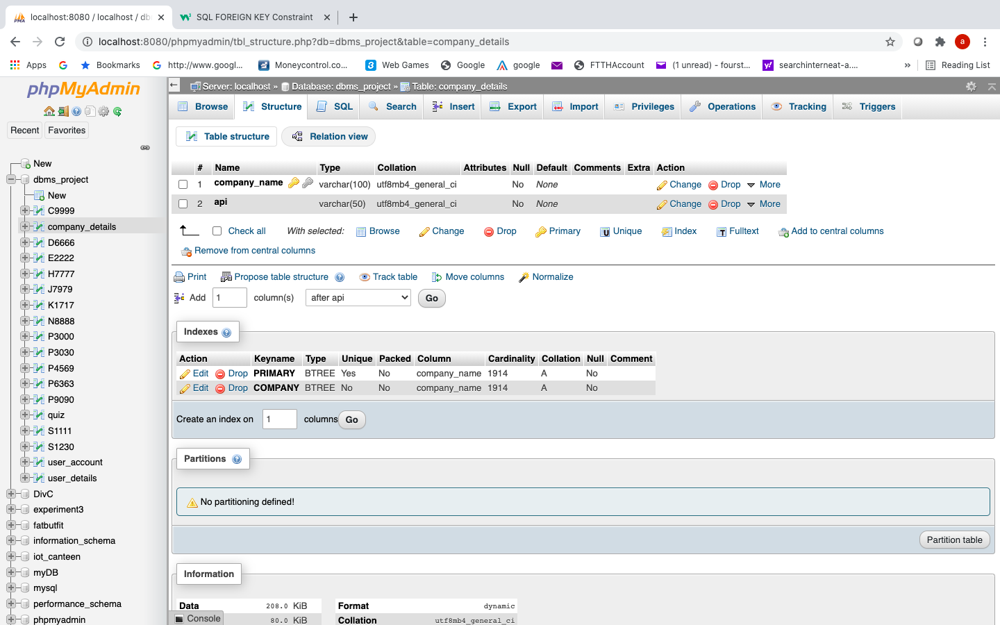 localhost:8080 / localhost / db
SQL FOREIGN KEY Constraint
localhost:8080/phpmyadmin/tbl_structure.php?db=dbms_project&table=company_details
a
Apps
Bookmarks
http://www.googl...
Moneycontrol.co...
Web Games
Google
google
FTTHAccount
(1 unread) - fourst...
searchinterneat-a....
»
Reading List
phpMyAdmin
Recent
Favorites
New
dbms_project
New
C9999
company_details
D6666
E2222
H7777
J7979
K1717
N8888
P3000
P3030
P4569
P6363
P9090
quiz
S1111
S1230
user_account
user_details
DivC
experiment3
fatbutfit
information_schema
iot_canteen
myDB
mysql
performance_schema
phpmyadmin
Server: localhost » Database: dbms_project » Table: company_details
Browse Structure SQL Search Insert Export Import Privileges Operations Tracking Triggers
Table structure Relation view
# Name Type Collation Attributes Null Default Comments Extra Action
1 company_name varchar(100) utf8mb4_general_ci No None Change Drop More
2 api varchar(50) utf8mb4_general_ci No None Change Drop More
Check all With selected: Browse Change Drop Primary Unique Index Fulltext Add to central columns
Remove from central columns
Print Propose table structure Track table Move columns Normalize
Add 1 column(s) after api Go
Indexes
Action Keyname Type Unique Packed Column Cardinality Collation Null Comment
Edit Drop PRIMARY BTREE Yes No company_name 1914 A No
Edit Drop COMPANY BTREE No No company_name 1914 A No
Create an index on 1 columns Go
Partitions
No partitioning defined!
Partition table
Information
Data 208.0 KiB Format dynamic
80.0 KiB Collation utf8mb4_general_ci
Console